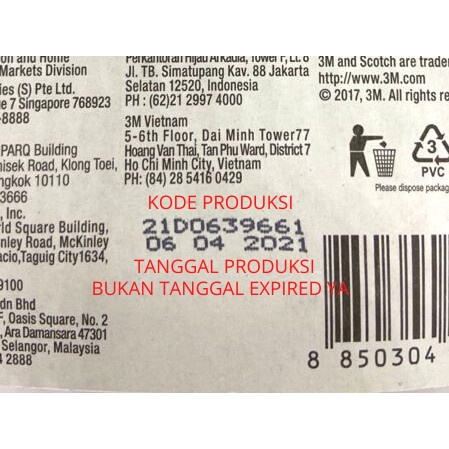 on and Home
Markets Division
ies (S) Pte Ltd.
ue 7 Singapore 768923
-8888
PARQ Building
nisek Road, Klong Toei,
ngkok 10110
3666
, Inc.
rld Square Building,
nley Road, McKinley
acio,Taguig City1634,
9100
dn Bhd
F, Oasis Square, No. 2
, Ara Damansara 47301
Selangor, Malaysia
4 2888
Perkantoran Hijau Arkadia, Tower F, Lt. 8
Jl. TB. Simatupang Kav. 88 Jakarta
Selatan 12520, Indonesia
PH : (62)21 2997 4000
3M Vietnam
5-6th Floor, Dai Minh Tower77
Hoang Van Thai, Tan Phu Ward, District 7
Ho Chi Minh City, Vietnam
PH: (84) 28 5416 0429
KODE PRODUKSI
21D0639661
06 04 2021
TANGGAL PRODUKSI
BUKAN TANGGAL EXPIRED YA
3M and Scotch are trade
http://www.3M.com
© 2017, 3M. All rights re
3
PVC
Please dispose packag
8 850304